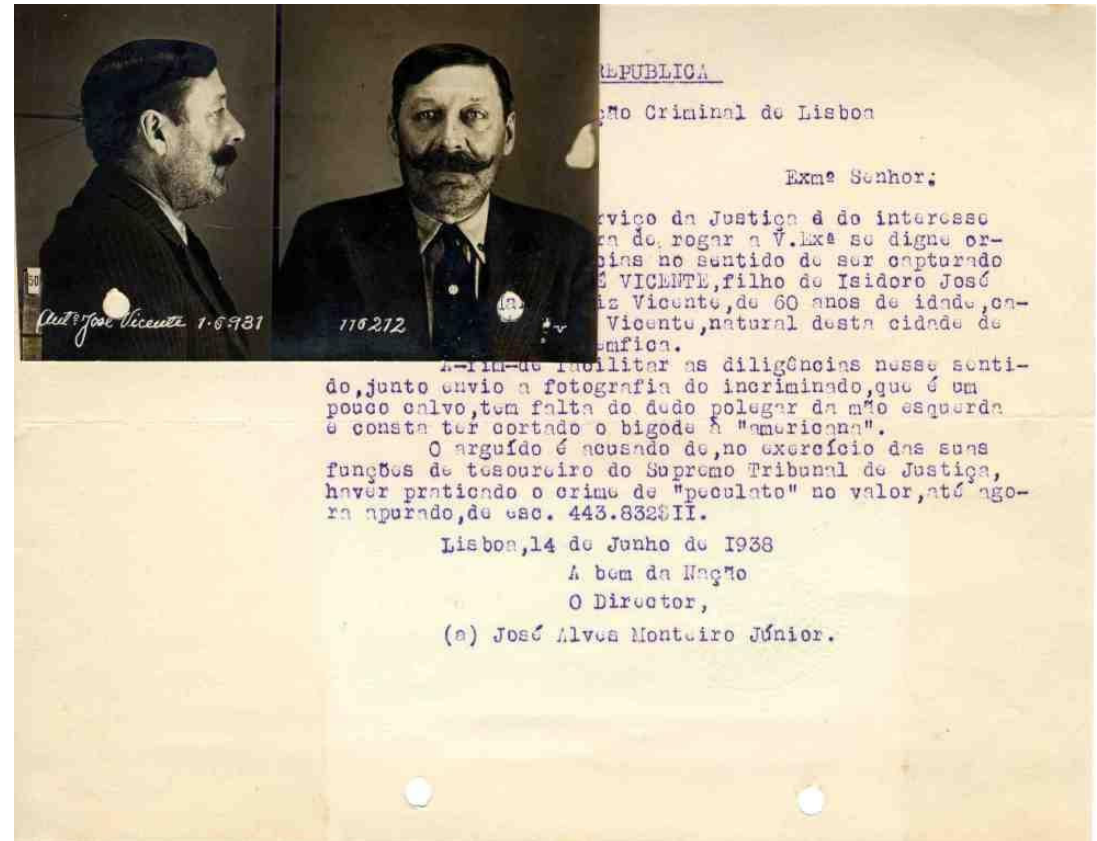 REPUBLICA
ção Criminal de Lisboa
Exmº Senhor;
rviço da Justiça e do interesse
ra de, rogar a V.Exª se digne or-
cias no sentido de ser capturado
É VICENTE,filho de Isidoro José
iz Vicente,de 60 anos de idade,ca-
Vicente,natural desta cidade de
emfica.
A-fim-de facilitar as diligências nesse senti-
do,junto envio a fotografia do incriminado,que é um
pouco calvo,tem falta do dedo polegar da mão esquerda
e consta ter cortado o bigode à "americana".
O arguído é acusado de,no exercício das suas
funções de tesoureiro do Supremo Tribunal de Justiça,
haver praticado o crime de "peculato" no valor,até ago-
ra apurado,de esc. 443.832$II.
Lisboa,14 de Junho de I938
A bem da Nação
O Director,
(a) José Alves Monteiro Júnior.
50
Antº José Vicente 1-6931
116212